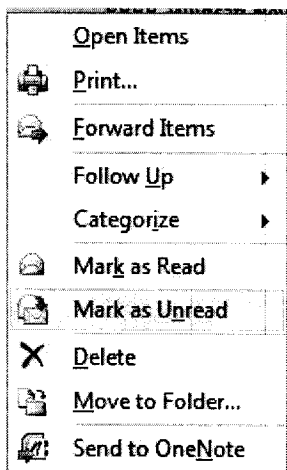 Open Items
Print...
Forward Items
Follow Up
Categorize
Mark as Read
Mark as Unread
Delete
Move to Folder...
Send to OneNote